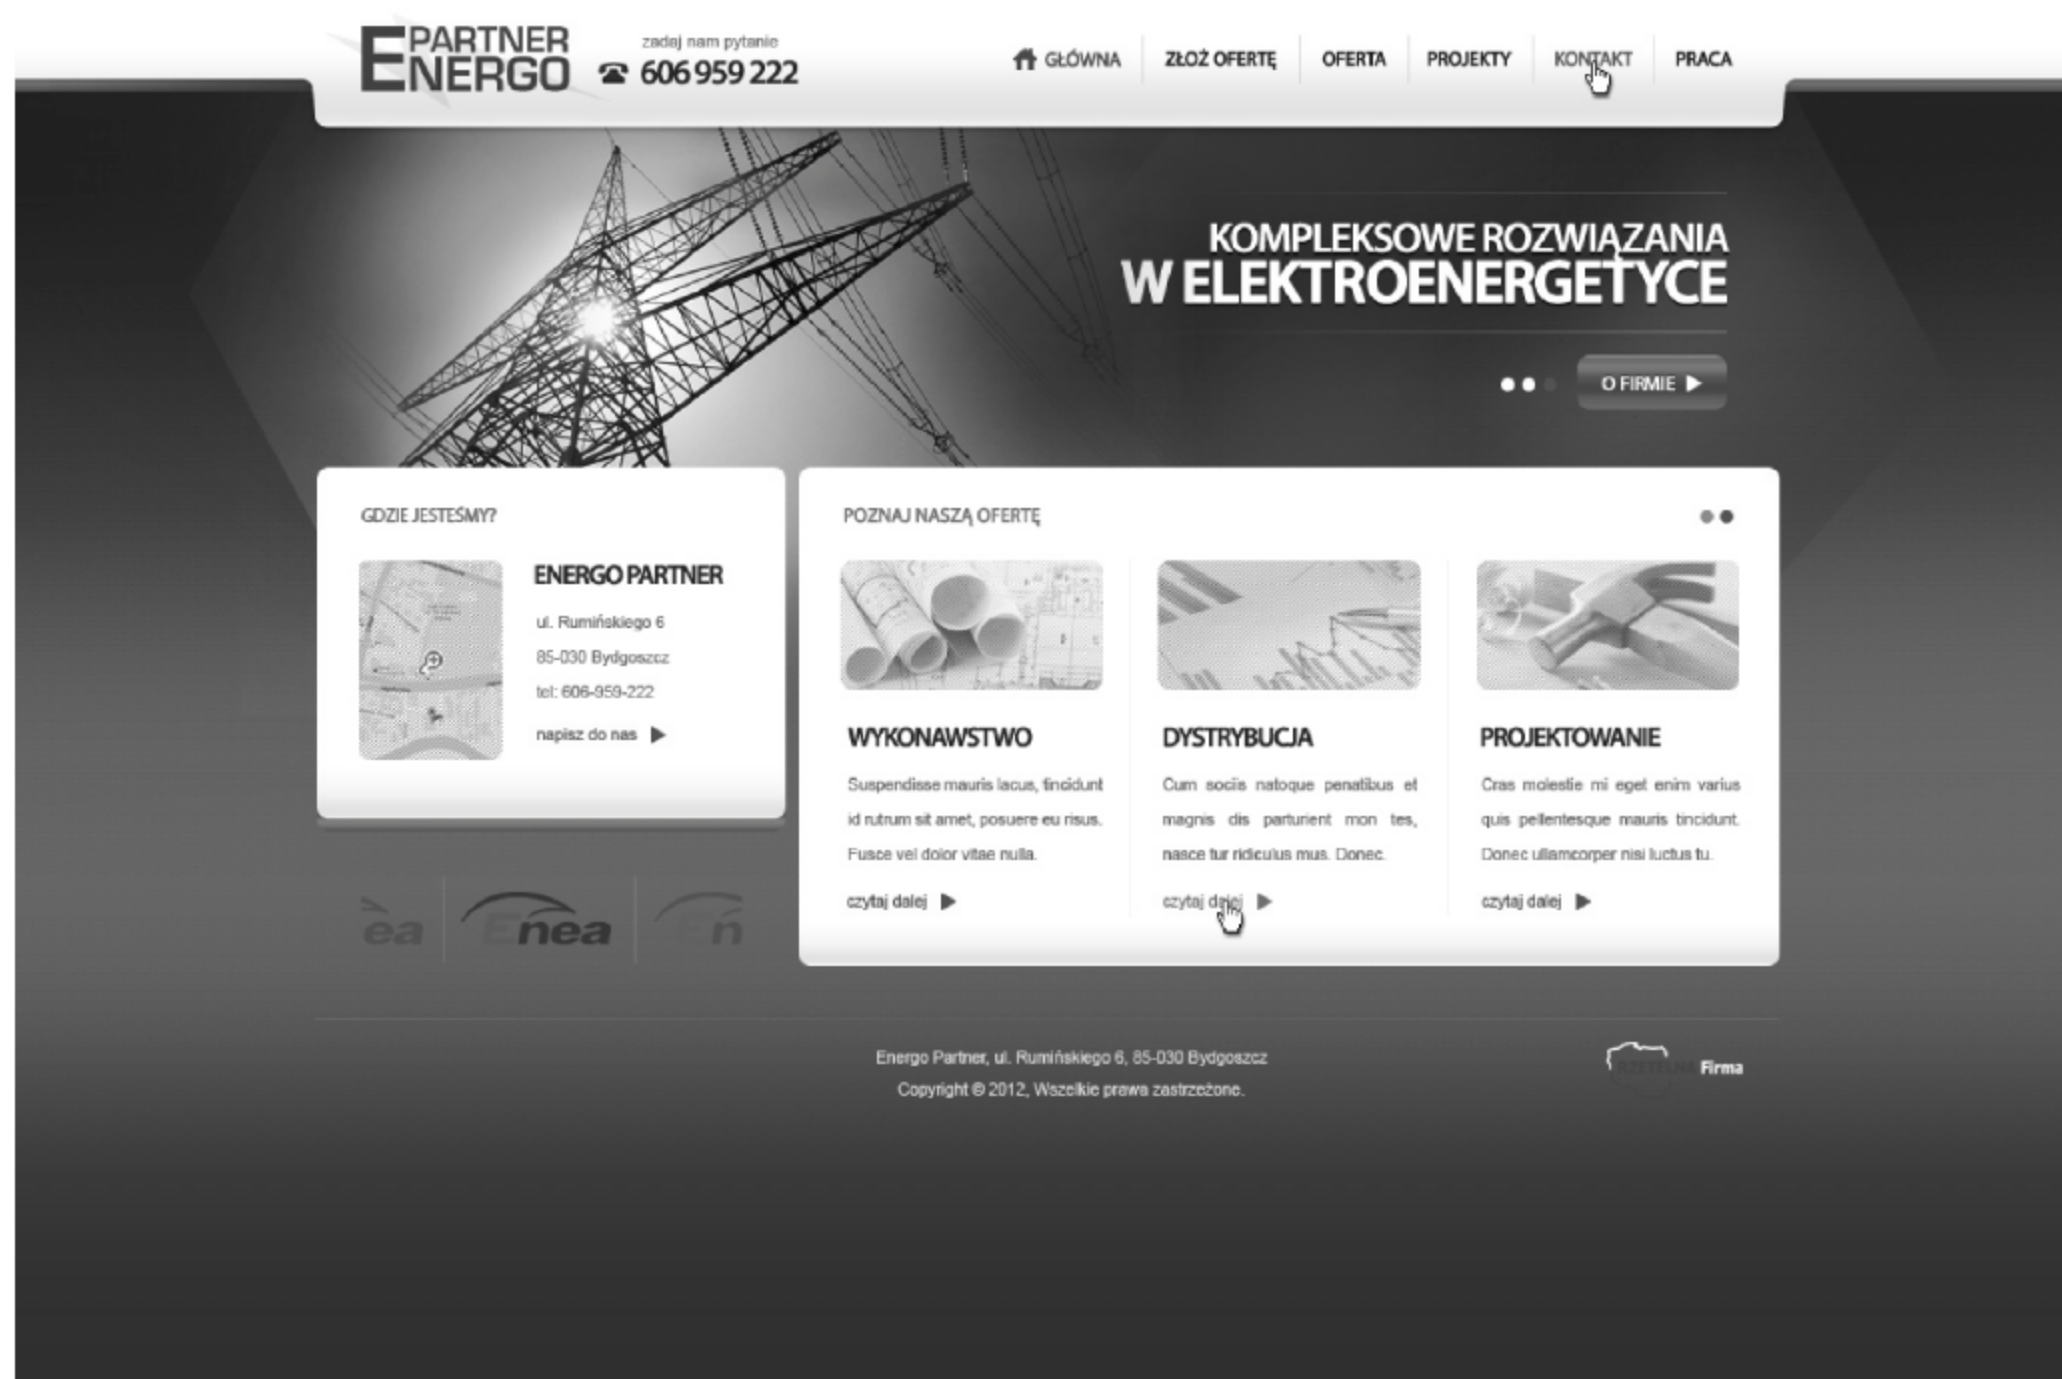 PARTNER
ENERGO
zadaj nam pytanie
606 959 222
GŁÓWNA
ZŁÓŻ OFERTĘ
OFERTA
PROJEKTY
KONTAKT
PRACA
KOMPLEKSOWE ROZWIĄZANIA
W ELEKTROENERGETYCE
O FIRMIE
GDZIE JESTEŚMY?
ENERGO PARTNER
ul. Rumińskiego 6
85-030 Bydgoszcz
tel: 606-959-222
napisz do nas
POZNAJ NASZĄ OFERTĘ
WYKONAWSTWO
Suspendisse mauris lacus, tincidunt
id rutrum sit amet, posuere eu risus.
Fusce vel dolor vitae nulla.
czytaj dalej
DYSTRYBUCJA
Cum sociis natoque penatibus et
magnis dis parturient mon tes,
nasce tur ridiculus mus. Donec.
czytaj dalej
PROJEKTOWANIE
Cras molestie mi eget enim varius
quis pellentesque mauris tincidunt.
Donec ullamcorper nisi luctus tu.
czytaj dalej
ea
Enea
En
Energo Partner, ul. Rumińskiego 6, 85-030 Bydgoszcz
Copyright © 2012, Wszelkie prawa zastrzeżone.
RZETELNA Firma